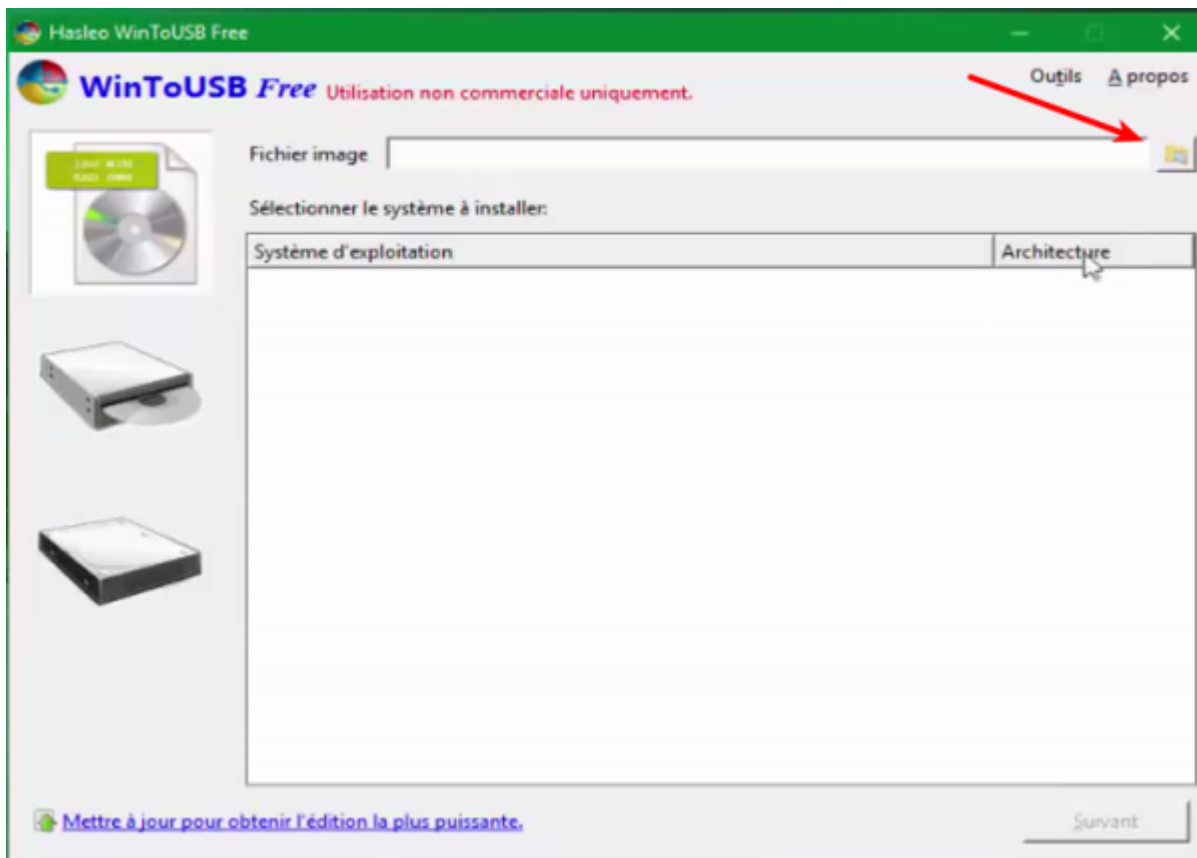 Hasleo WinToUSB Free
WinToUSB Free Utilisation non commerciale uniquement.
Outils A propos
Fichier image
Sélectionner le système à installer:
Système d'exploitation Architecture
Mettre à jour pour obtenir l'édition la plus puissante.
Suivant